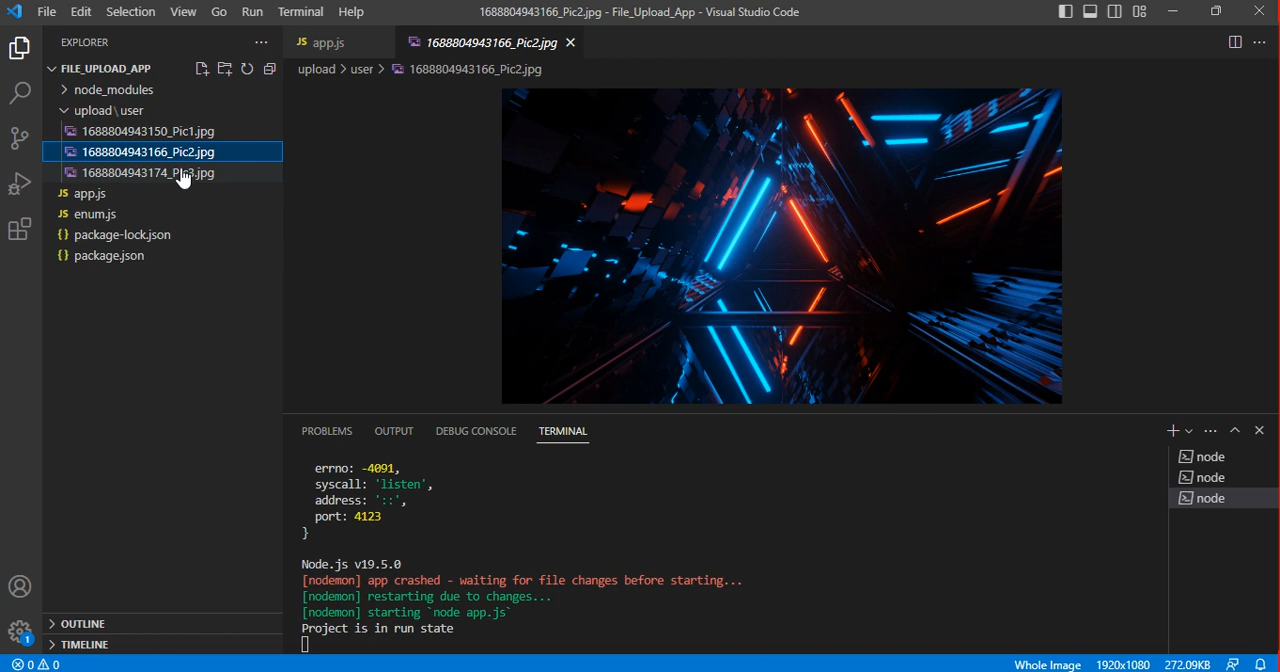 File Edit Selection View Go Run Terminal Help
1688804943166_Pic2.jpg - File_Upload_App - Visual Studio Code
EXPLORER
JS app.js
1688804943166_Pic2.jpg
FILE_UPLOAD_APP
upload > user > 1688804943166_Pic2.jpg
> node_modules
upload\user
1688804943150_Pic1.jpg
1688804943166_Pic2.jpg
1688804943174_Pic3.jpg
JS app.js
JS enum.js
{} package-lock.json
{} package.json
PROBLEMS OUTPUT DEBUG CONSOLE TERMINAL
errno: -4091,
syscall: 'listen',
address: '::',
port: 4123
}
Node.js v19.5.0
[nodemon] app crashed - waiting for file changes before starting...
[nodemon] restarting due to changes...
[nodemon] starting `node app.js`
Project is in run state
node
node
node
1
> OUTLINE
> TIMELINE
0 0
Whole Image 1920x1080 272.09KB